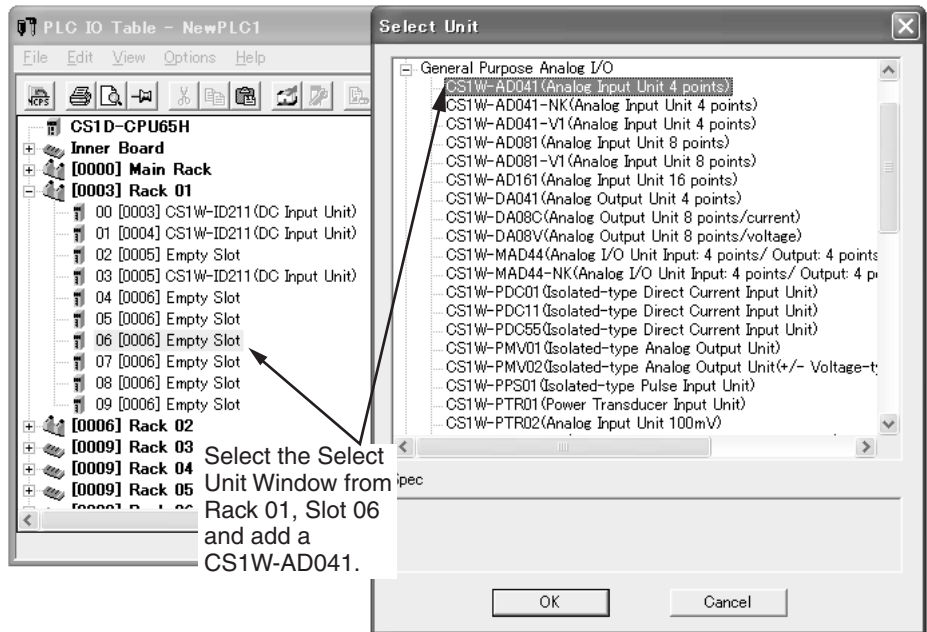 PLC IO Table - NewPLC1
File Edit View Options Help
CS1D-CPU65H
Inner Board
[0000] Main Rack
[0003] Rack 01
00 [0003] CS1W-ID211(DC Input Unit)
01 [0004] CS1W-ID211(DC Input Unit)
02 [0005] Empty Slot
03 [0005] CS1W-ID211(DC Input Unit)
04 [0006] Empty Slot
05 [0006] Empty Slot
06 [0006] Empty Slot
07 [0006] Empty Slot
08 [0006] Empty Slot
09 [0006] Empty Slot
[0006] Rack 02
[0009] Rack 03
[0009] Rack 04
[0009] Rack 05
Select the Select
Unit Window from
Rack 01, Slot 06
and add a
CS1W-AD041.
Select Unit
General Purpose Analog I/O
CS1W-AD041(Analog Input Unit 4 points)
CS1W-AD041-NK(Analog Input Unit 4 points)
CS1W-AD041-V1(Analog Input Unit 4 points)
CS1W-AD081(Analog Input Unit 8 points)
CS1W-AD081-V1(Analog Input Unit 8 points)
CS1W-AD161(Analog Input Unit 16 points)
CS1W-DA041(Analog Output Unit 4 points)
CS1W-DA08C(Analog Output Unit 8 points/current)
CS1W-DA08V(Analog Output Unit 8 points/voltage)
CS1W-MAD44(Analog I/O Unit Input: 4 points/ Output: 4 points
CS1W-MAD44-NK(Analog I/O Unit Input: 4 points/ Output: 4 p
CS1W-PDC01(Isolated-type Direct Current Input Unit)
CS1W-PDC11(Isolated-type Direct Current Input Unit)
CS1W-PDC55(Isolated-type Direct Current Input Unit)
CS1W-PMV01(Isolated-type Analog Output Unit)
CS1W-PMV02(Isolated-type Analog Output Unit(+/- Voltage-t
CS1W-PPS01(Isolated-type Pulse Input Unit)
CS1W-PTR01(Power Transducer Input Unit)
CS1W-PTR02(Analog Input Unit 100mV)
pec
OK Cancel